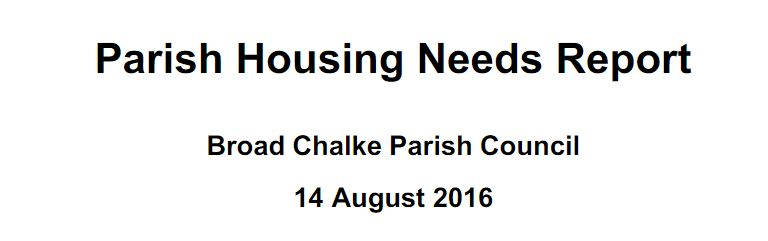 Parish Housing Needs Report
Broad Chalke Parish Council
14 August 2016